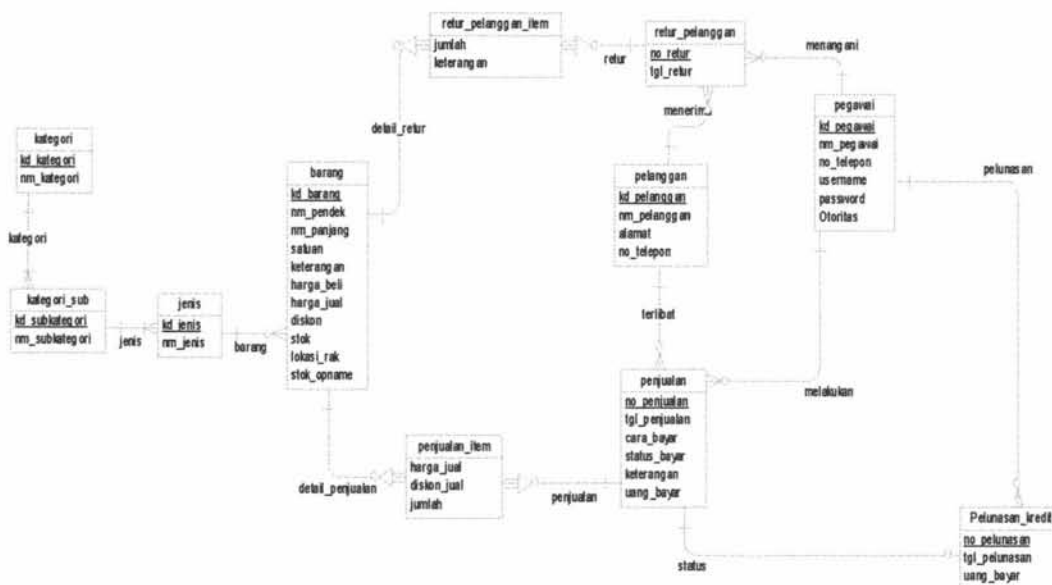 retur_pelanggan_item
jumlah
keterangan
retur
retur_pelanggan
no_retur
tgl_retur
menangani
pegawai
kd_pegawai
nm_pegawai
no_telepon
username
password
Otoritas
menerima
detail_retur
kategori
kd_kategori
nm_kategori
kategori
barang
kd_barang
nm_pendek
nm_panjang
satuan
keterangan
harga_beli
harga_jual
diskon
stok
lokasi_rak
stok_opname
pelanggan
kd_pelanggan
nm_pelanggan
alamat
no_telepon
pelunasan
kategori_sub
kd_subkategori
nm_subkategori
jenis
jenis
kd_jenis
nm_jenis
barang
terlibat
penjualan
no_penjualan
tgl_penjualan
cara_bayar
status_bayar
keterangan
uang_bayar
melakukan
penjualan_item
harga_jual
diskon_jual
jumlah
detail_penjualan
penjualan
Pelunasan_kredit
no_pelunasan
tgl_pelunasan
uang_bayar
status